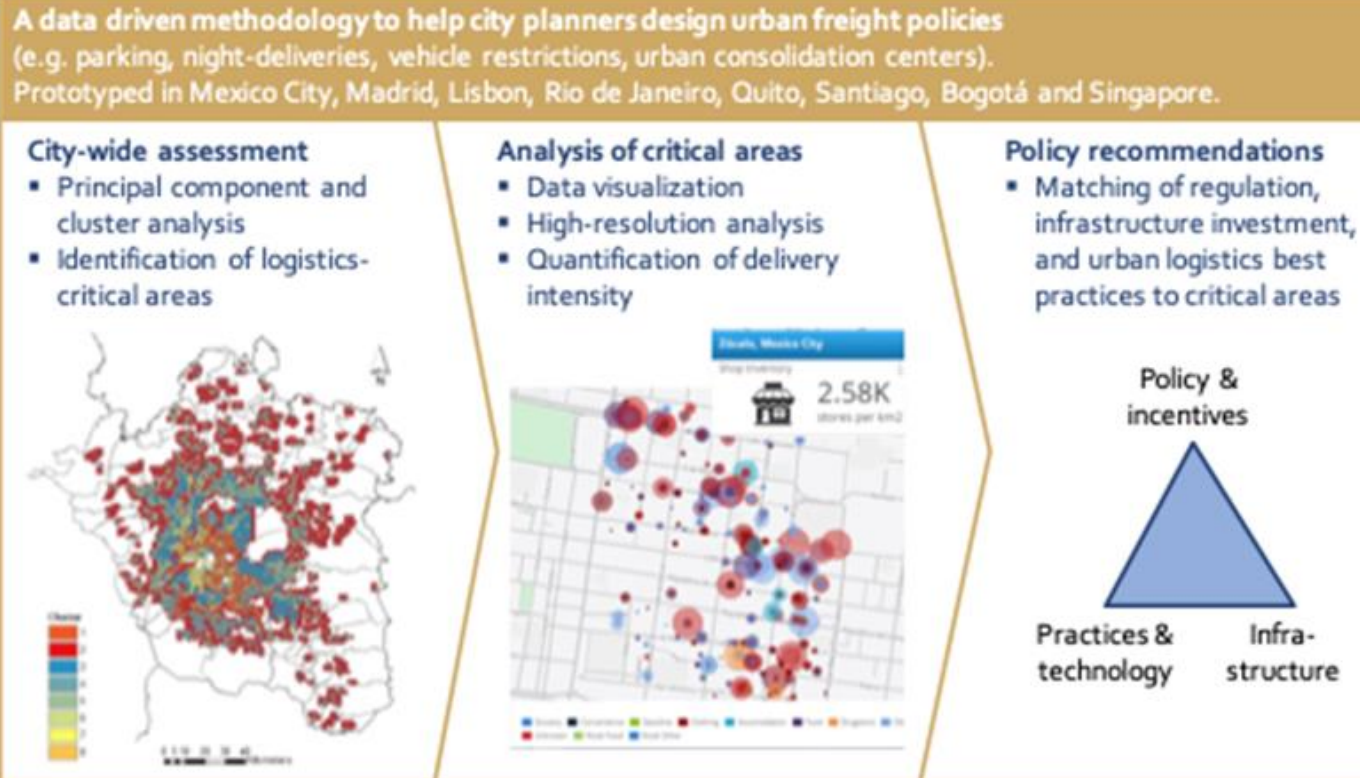 A data driven methodology to help city planners design urban freight policies
(e.g. parking, night-deliveries, vehicle restrictions, urban consolidation centers).
Prototyped in Mexico City, Madrid, Lisbon, Rio de Janeiro, Quito, Santiago, Bogotá and Singapore.
City-wide assessment
▪ Principal component and
cluster analysis
▪ Identification of logistics-
critical areas
Analysis of critical areas
▪ Data visualization
▪ High-resolution analysis
▪ Quantification of delivery
intensity
Zócalo, Mexico City
Shop Inventory
2.58K
stores per km2
Policy recommendations
▪ Matching of regulation,
infrastructure investment,
and urban logistics best
practices to critical areas
Policy &
incentives
Practices &
technology
Infra-
structure
N
Cluster